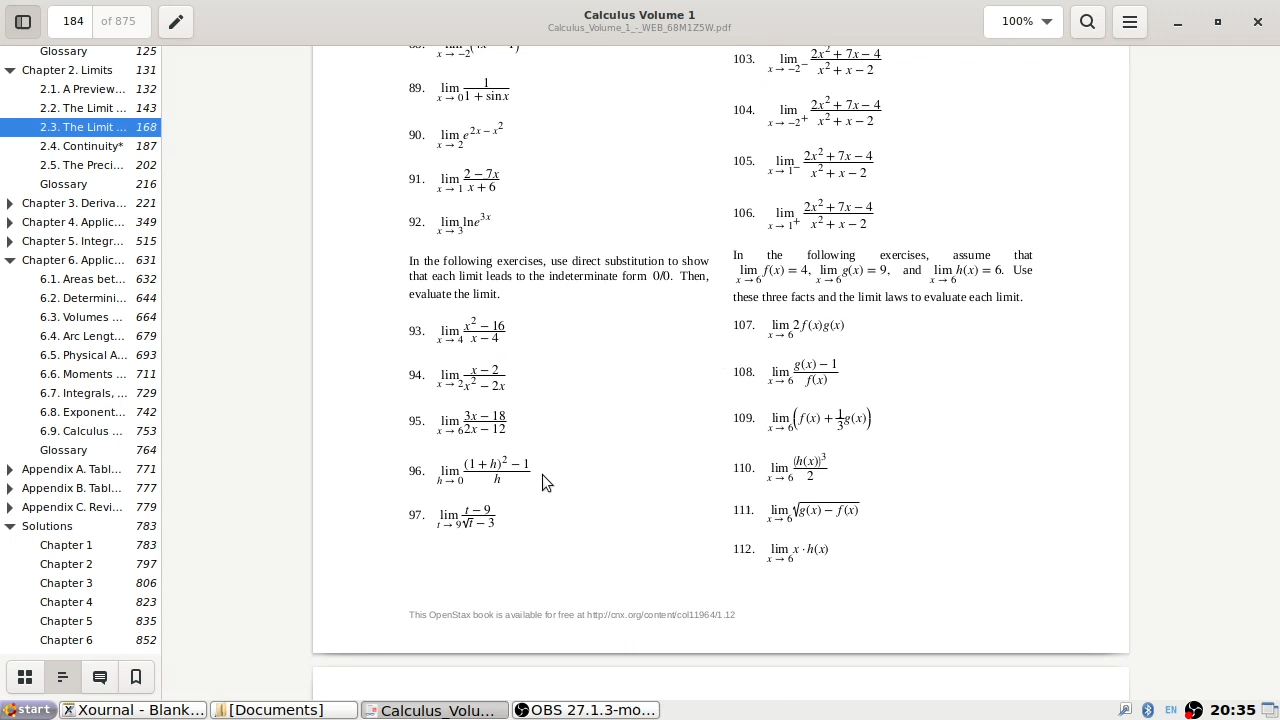 184 of 875
Calculus Volume 1
Calculus_Volume_1_-_WEB_68M1Z5W.pdf
100%
Glossary 125
Chapter 2. Limits 131
2.1. A Preview... 132
2.2. The Limit ... 143
2.3. The Limit ... 168
2.4. Continuity* 187
2.5. The Preci... 202
Glossary 216
Chapter 3. Deriva... 221
Chapter 4. Applic... 349
Chapter 5. Integr... 515
Chapter 6. Applic... 631
6.1. Areas bet... 632
6.2. Determini... 644
6.3. Volumes ... 664
6.4. Arc Lengt... 679
6.5. Physical A... 693
6.6. Moments ... 711
6.7. Integrals, ... 729
6.8. Exponent... 742
6.9. Calculus ... 753
Glossary 764
Appendix A. Tabl... 771
Appendix B. Tabl... 777
Appendix C. Revi... 779
Solutions 783
Chapter 1 783
Chapter 2 797
Chapter 3 806
Chapter 4 823
Chapter 5 835
Chapter 6 852
89. lim x → 0 1/(1 + sin x)
90. lim x → 2 e^(2x − x²)
91. lim x → 1 (2 − 7x)/(x + 6)
92. lim x → 3 ln e^(3x)
In the following exercises, use direct substitution to show
that each limit leads to the indeterminate form 0/0. Then,
evaluate the limit.
93. lim x → 4 (x² − 16)/(x − 4)
94. lim x → 2 (x − 2)/(x² − 2x)
95. lim x → 6 (3x − 18)/(2x − 12)
96. lim h → 0 ((1 + h)² − 1)/h
97. lim t → 9 (t − 9)/(√t − 3)
103. lim x → −2⁻ (2x² + 7x − 4)/(x² + x − 2)
104. lim x → −2⁺ (2x² + 7x − 4)/(x² + x − 2)
105. lim x → 1⁻ (2x² + 7x − 4)/(x² + x − 2)
106. lim x → 1⁺ (2x² + 7x − 4)/(x² + x − 2)
In the following exercises, assume that
lim x → 6 f(x) = 4, lim x → 6 g(x) = 9, and lim x → 6 h(x) = 6. Use
these three facts and the limit laws to evaluate each limit.
107. lim x → 6 2f(x)g(x)
108. lim x → 6 (g(x) − 1)/f(x)
109. lim x → 6 (f(x) + 1/3 g(x))
110. lim x → 6 (h(x))³/2
111. lim x → 6 √(g(x) − f(x))
112. lim x → 6 x · h(x)
This OpenStax book is available for free at http://cnx.org/content/col11964/1.12
start
Xournal - Blank...
[Documents]
Calculus_Volu...
OBS 27.1.3-mo...
EN
20:35